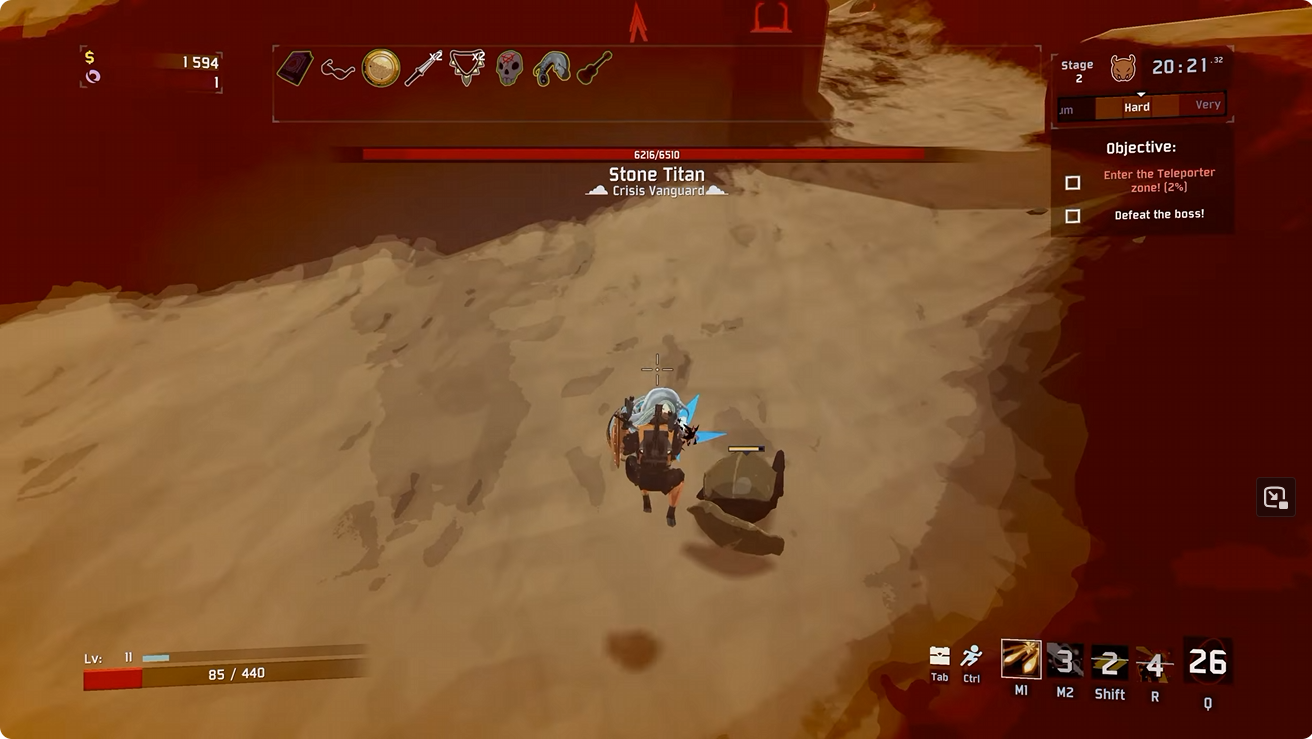 $ 1 594
1
x2
x2
Stage
2
20:21.32
um Hard Very
Objective:
Enter the Teleporter
zone! (2%)
Defeat the boss!
6216/6510
Stone Titan
Crisis Vanguard
Lv: 11
85 / 440
3 2 4 26
Tab Ctrl M1 M2 Shift R Q